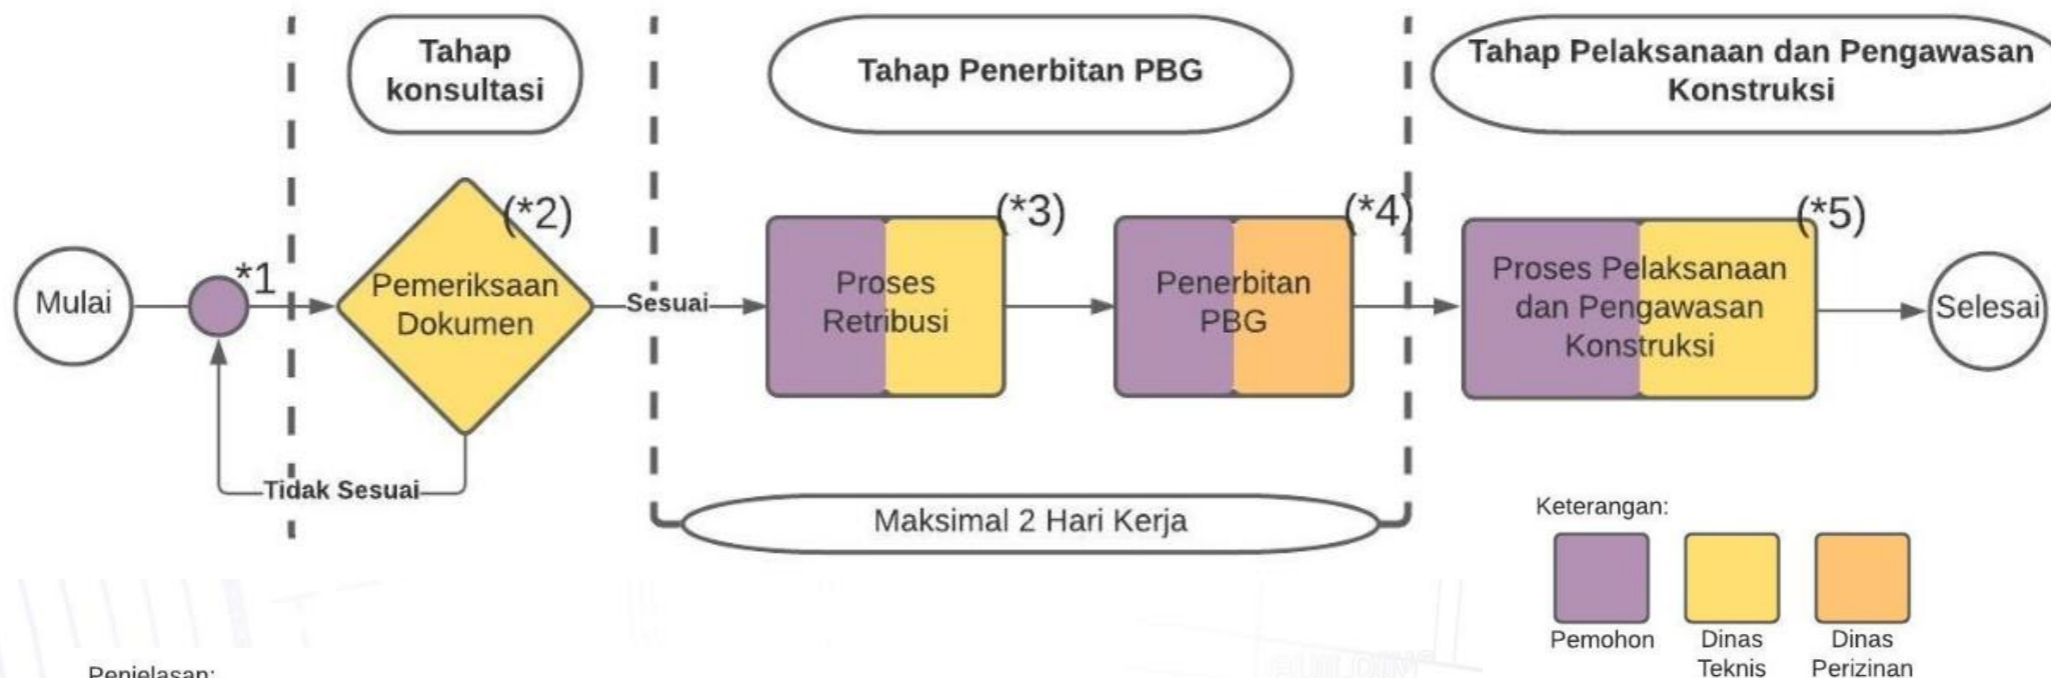 Tahap
konsultasi
Tahap Penerbitan PBG
Tahap Pelaksanaan dan Pengawasan
Konstruksi
Mulai
*1
(*2)
Pemeriksaan
Dokumen
Sesuai
Tidak Sesuai
(*3)
Proses
Retribusi
(*4)
Penerbitan
PBG
(*5)
Proses Pelaksanaan
dan Pengawasan
Konstruksi
Selesai
Maksimal 2 Hari Kerja
Keterangan:
Pemohon
Dinas
Teknis
Dinas
Perizinan
Penjelasan: